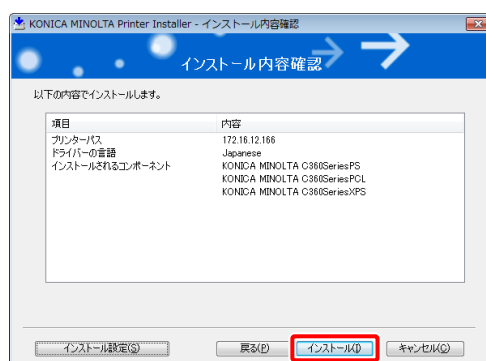 KONICA MINOLTA Printer Installer - インストール内容確認
インストール内容確認
以下の内容でインストールします。
項目 内容
プリンターパス 172.16.12.166
ドライバーの言語 Japanese
インストールされるコンポーネント KONICA MINOLTA C360SeriesPS
KONICA MINOLTA C360SeriesPCL
KONICA MINOLTA C360SeriesXPS
インストール設定(S) 戻る(P) インストール(I) キャンセル(C)